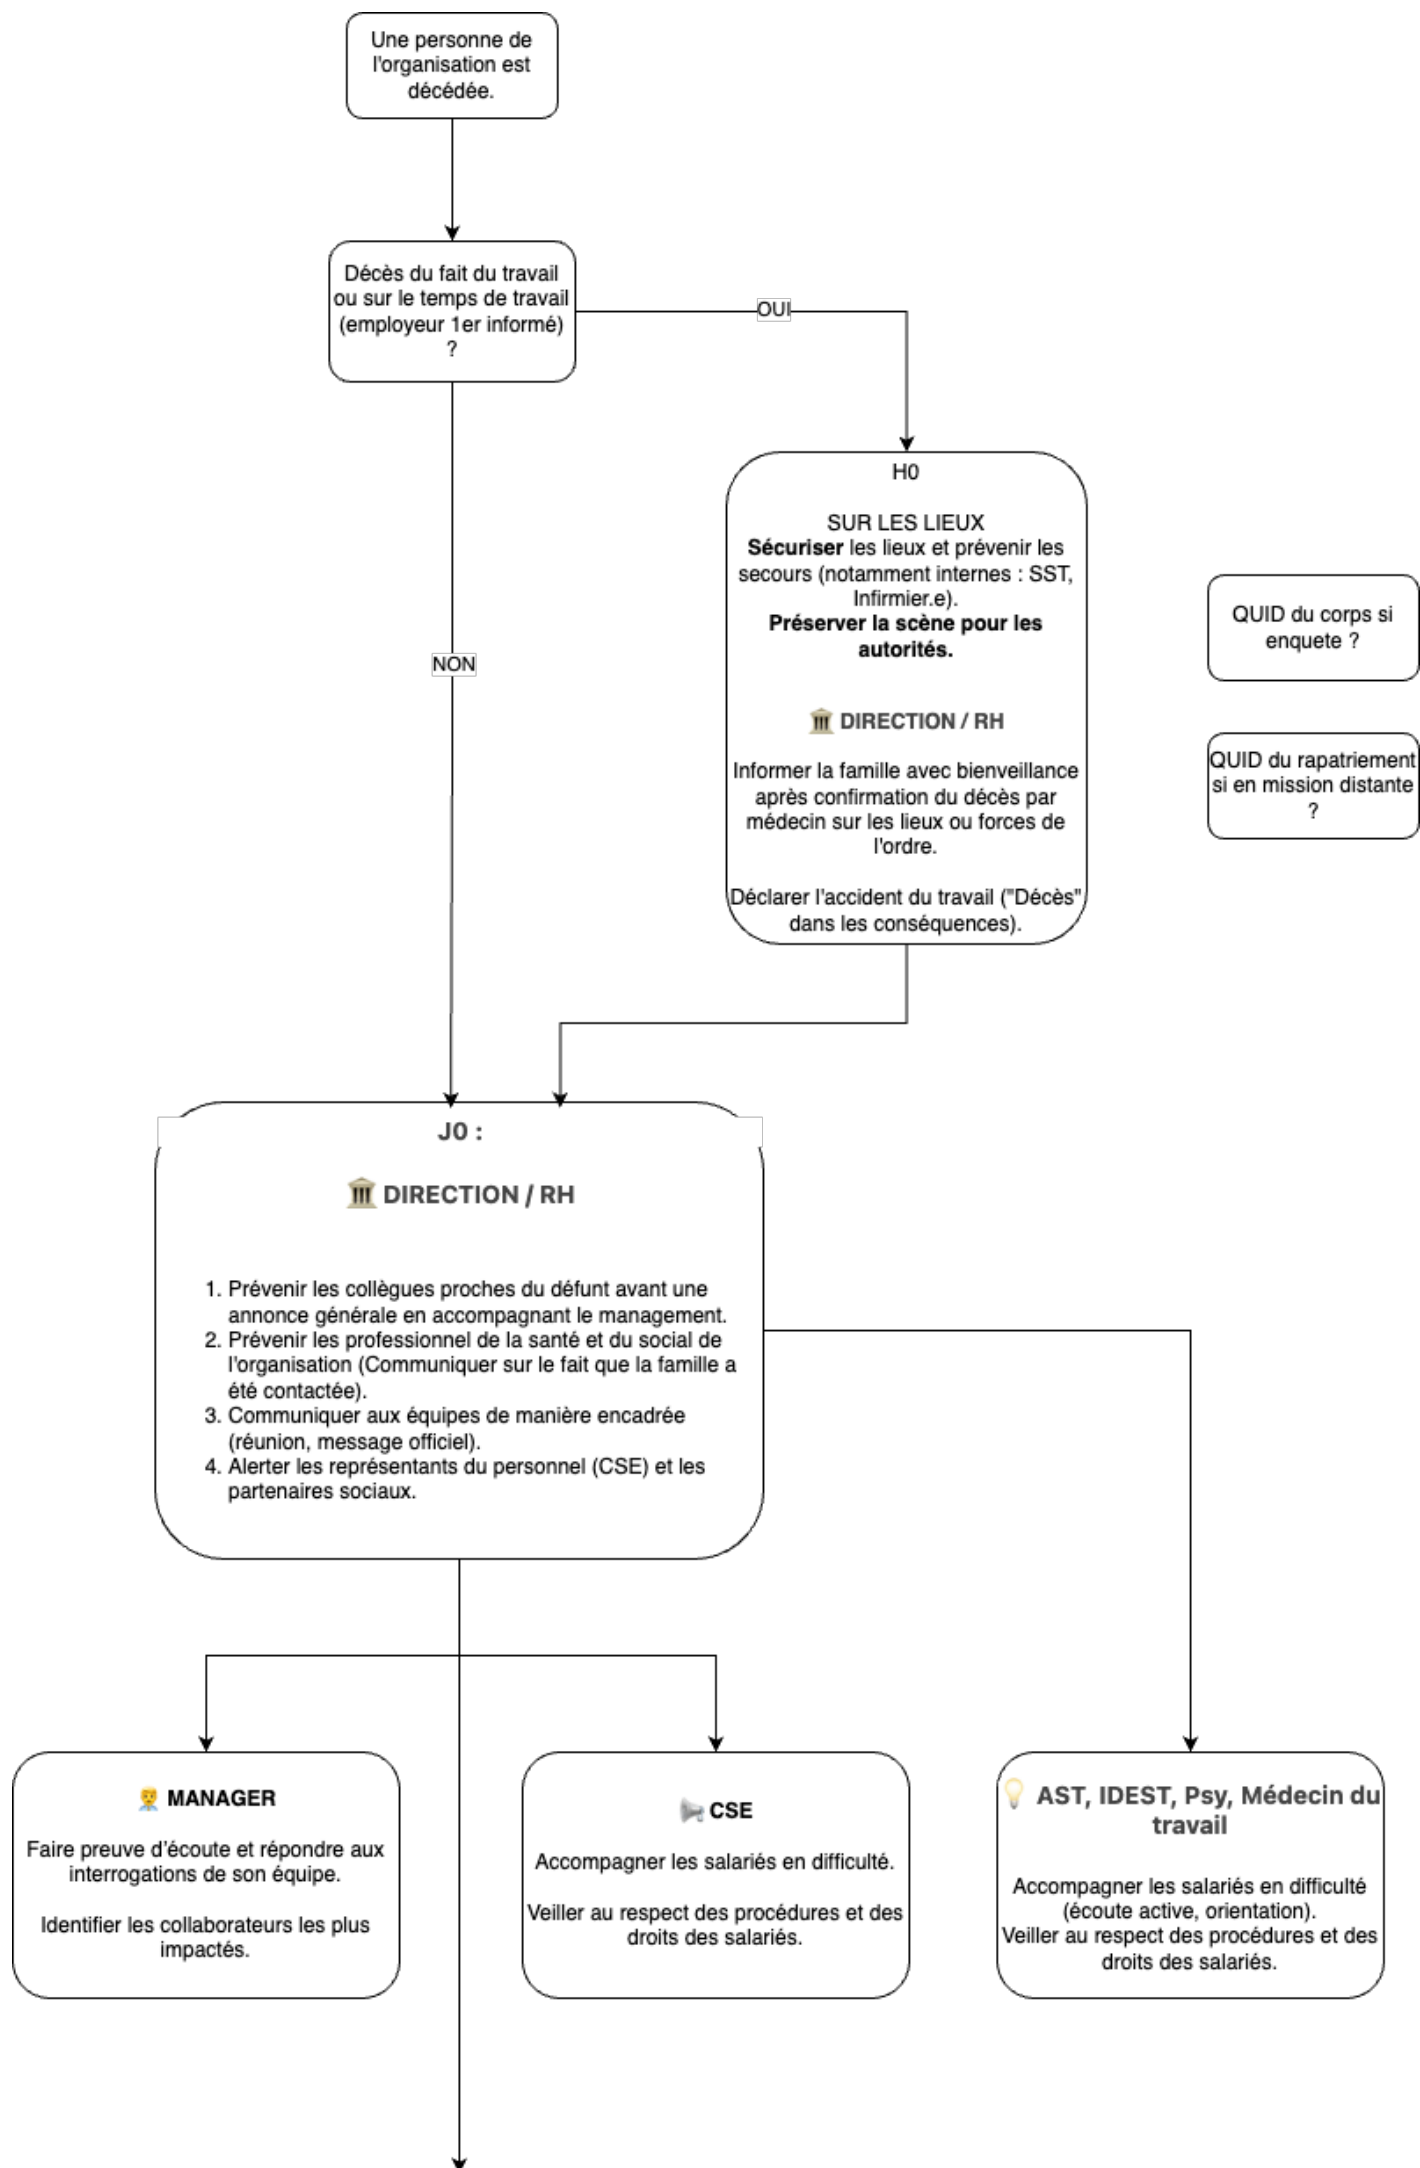 Une personne de
l'organisation est
décédée.
Décès du fait du travail
ou sur le temps de travail
(employeur 1er informé)
?
OUI
NON
H0
SUR LES LIEUX
Sécuriser les lieux et prévenir les
secours (notamment internes : SST,
Infirmier.e).
Préserver la scène pour les
autorités.
DIRECTION / RH
Informer la famille avec bienveillance
après confirmation du décès par
médecin sur les lieux ou forces de
l'ordre.
Déclarer l'accident du travail ("Décès"
dans les conséquences).
QUID du corps si
enquete ?
QUID du rapatriement
si en mission distante
?
J0 :
DIRECTION / RH
1. Prévenir les collègues proches du défunt avant une
annonce générale en accompagnant le management.
2. Prévenir les professionnel de la santé et du social de
l'organisation (Communiquer sur le fait que la famille a
été contactée).
3. Communiquer aux équipes de manière encadrée
(réunion, message officiel).
4. Alerter les représentants du personnel (CSE) et les
partenaires sociaux.
MANAGER
Faire preuve d'écoute et répondre aux
interrogations de son équipe.
Identifier les collaborateurs les plus
impactés.
CSE
Accompagner les salariés en difficulté.
Veiller au respect des procédures et des
droits des salariés.
AST, IDEST, Psy, Médecin du
travail
Accompagner les salariés en difficulté
(écoute active, orientation).
Veiller au respect des procédures et des
droits des salariés.